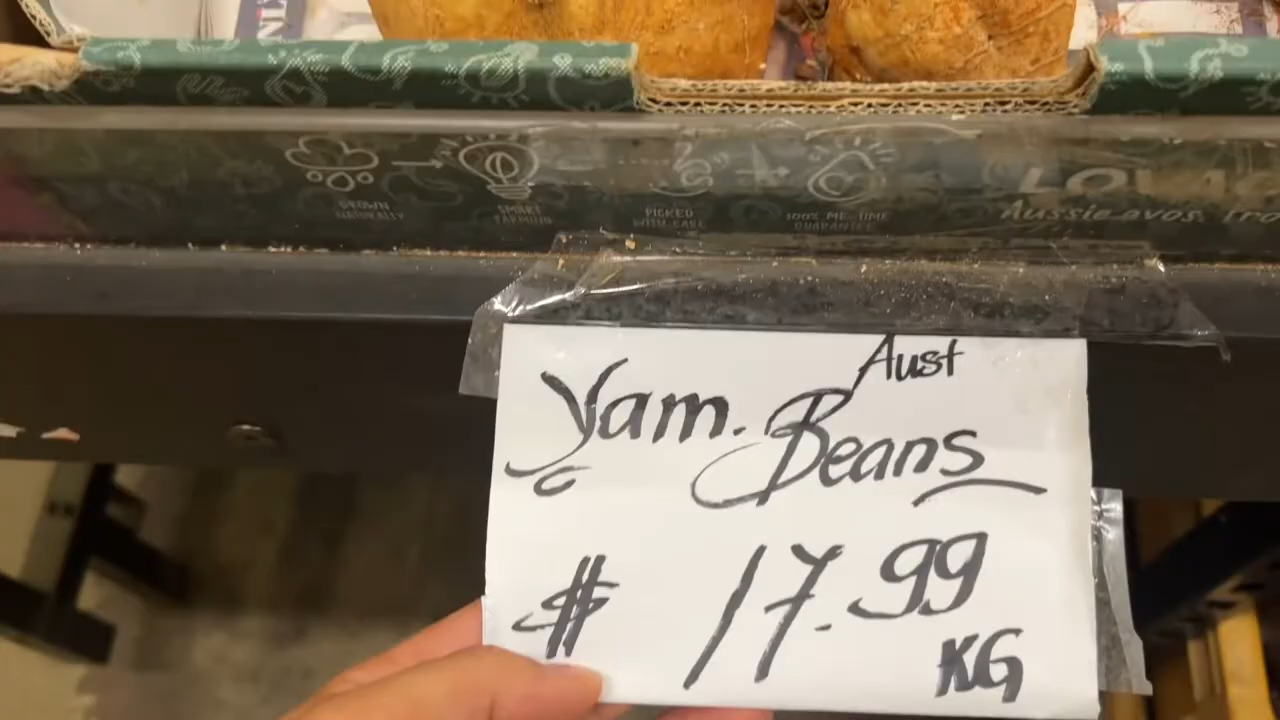 GROWN
NATURALLY
SMART
FARMING
PICKED
WITH CARE
100% ME-TIME
GUARANTEE
Aussie avos
Aust
Yam. Beans
$ 17.99
KG